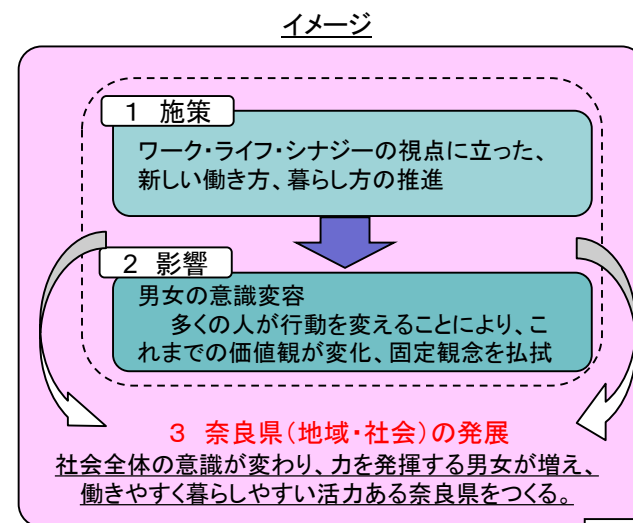 イメージ
1 施策
ワーク・ライフ・シナジーの視点に立った、
新しい働き方、暮らし方の推進
2 影響
男女の意識変容
多くの人が行動を変えることにより、こ
れまでの価値観が変化、固定観念を払拭
3 奈良県(地域・社会)の発展
社会全体の意識が変わり、力を発揮する男女が増え、
働きやすく暮らしやすい活力ある奈良県をつくる。